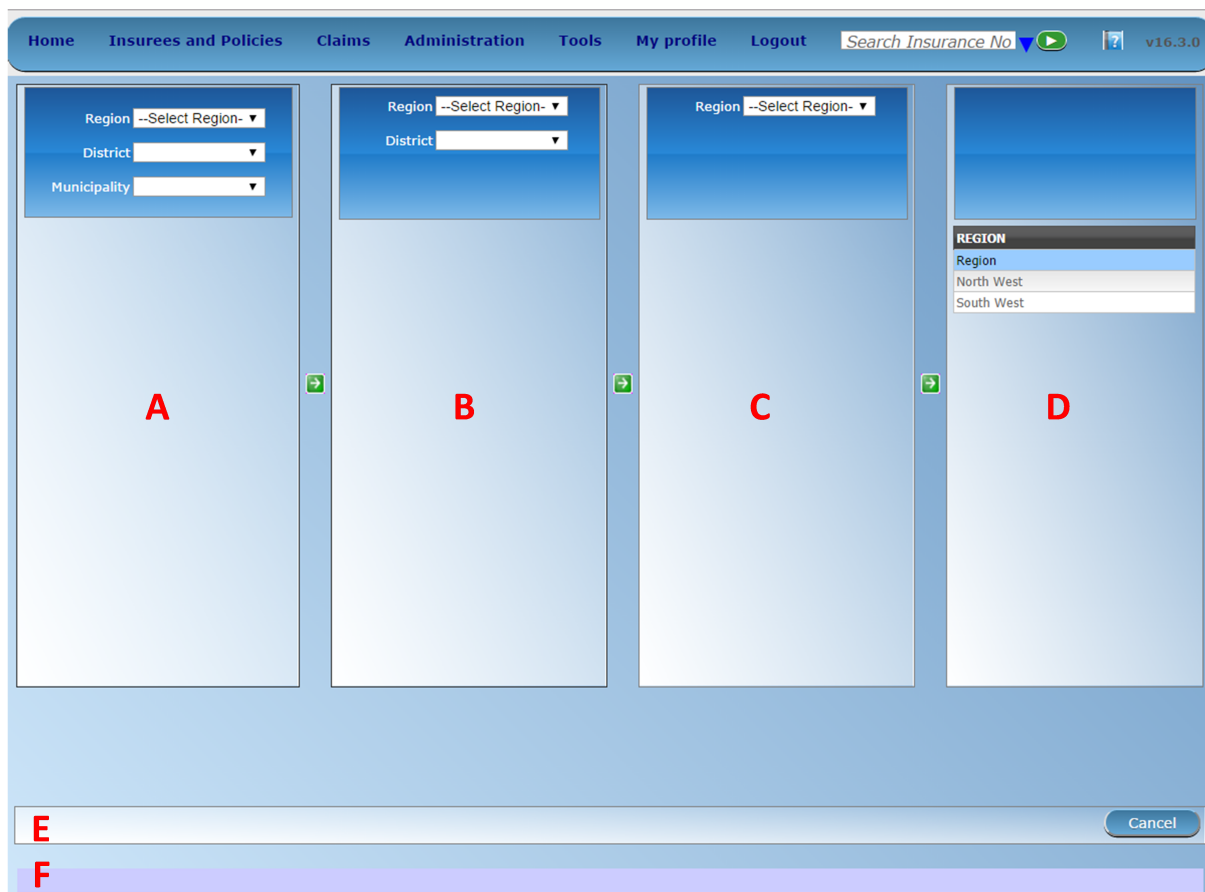 Home Insurees and Policies Claims Administration Tools My profile Logout Search Insurance No ? v16.3.0
Region --Select Region-
District
Municipality
Region --Select Region-
District
Region --Select Region-
REGION
Region
North West
South West
A
B
C
D
E
Cancel
F